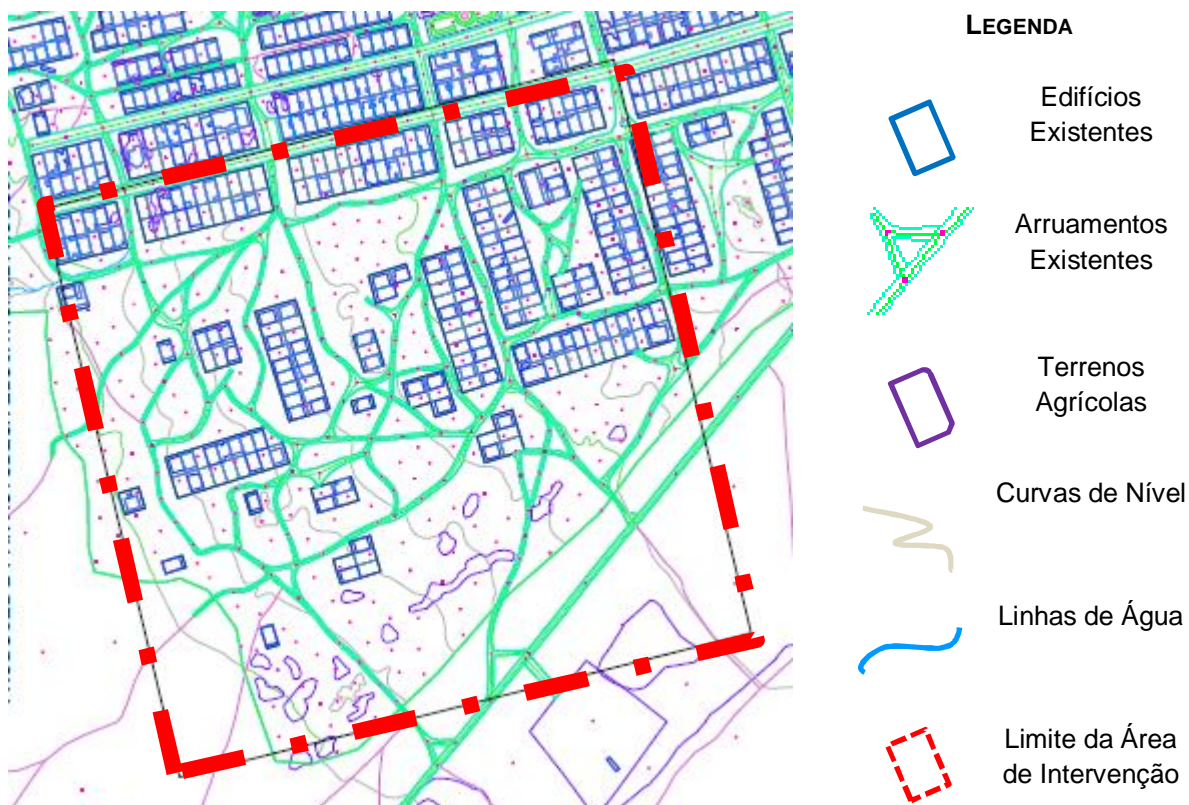 LEGENDA
Edifícios
Existentes
Arruamentos
Existentes
Terrenos
Agrícolas
Curvas de Nível
Linhas de Água
Limite da Área
de Intervenção